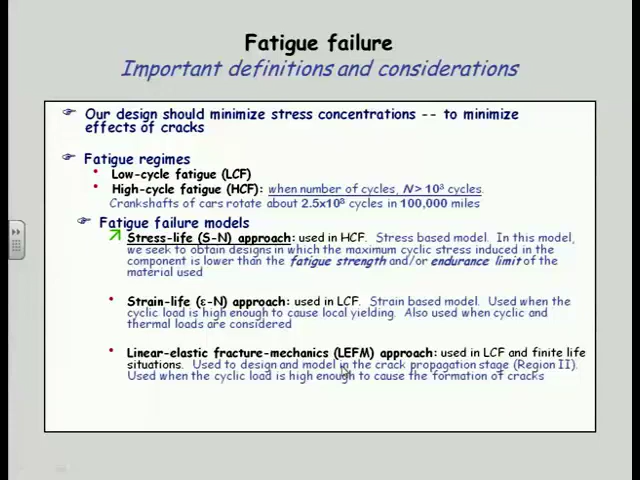 Fatigue failure
Important definitions and considerations
Our design should minimize stress concentrations -- to minimize
effects of cracks
Fatigue regimes
Low-cycle fatigue (LCF)
High-cycle fatigue (HCF): when number of cycles, N > 10³ cycles.
Crankshafts of cars rotate about 2.5x10⁸ cycles in 100,000 miles
Fatigue failure models
Stress-life (S-N) approach: used in HCF. Stress based model. In this model,
we seek to obtain designs in which the maximum cyclic stress induced in the
component is lower than the fatigue strength and/or endurance limit of the
material used
Strain-life (ε-N) approach: used in LCF. Strain based model. Used when the
cyclic load is high enough to cause local yielding. Also used when cyclic and
thermal loads are considered
Linear-elastic fracture-mechanics (LEFM) approach: used in LCF and finite life
situations. Used to design and model in the crack propagation stage (Region II).
Used when the cyclic load is high enough to cause the formation of cracks